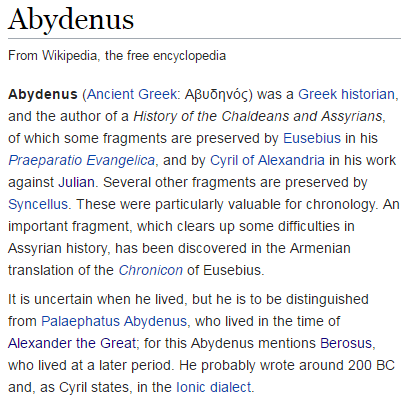 Abydenus
From Wikipedia, the free encyclopedia
Abydenus (Ancient Greek: Αβυδηνός) was a Greek historian,
and the author of a History of the Chaldeans and Assyrians,
of which some fragments are preserved by Eusebius in his
Praeparatio Evangelica, and by Cyril of Alexandria in his work
against Julian. Several other fragments are preserved by
Syncellus. These were particularly valuable for chronology. An
important fragment, which clears up some difficulties in
Assyrian history, has been discovered in the Armenian
translation of the Chronicon of Eusebius.
It is uncertain when he lived, but he is to be distinguished
from Palaephatus Abydenus, who lived in the time of
Alexander the Great; for this Abydenus mentions Berosus,
who lived at a later period. He probably wrote around 200 BC
and, as Cyril states, in the Ionic dialect.